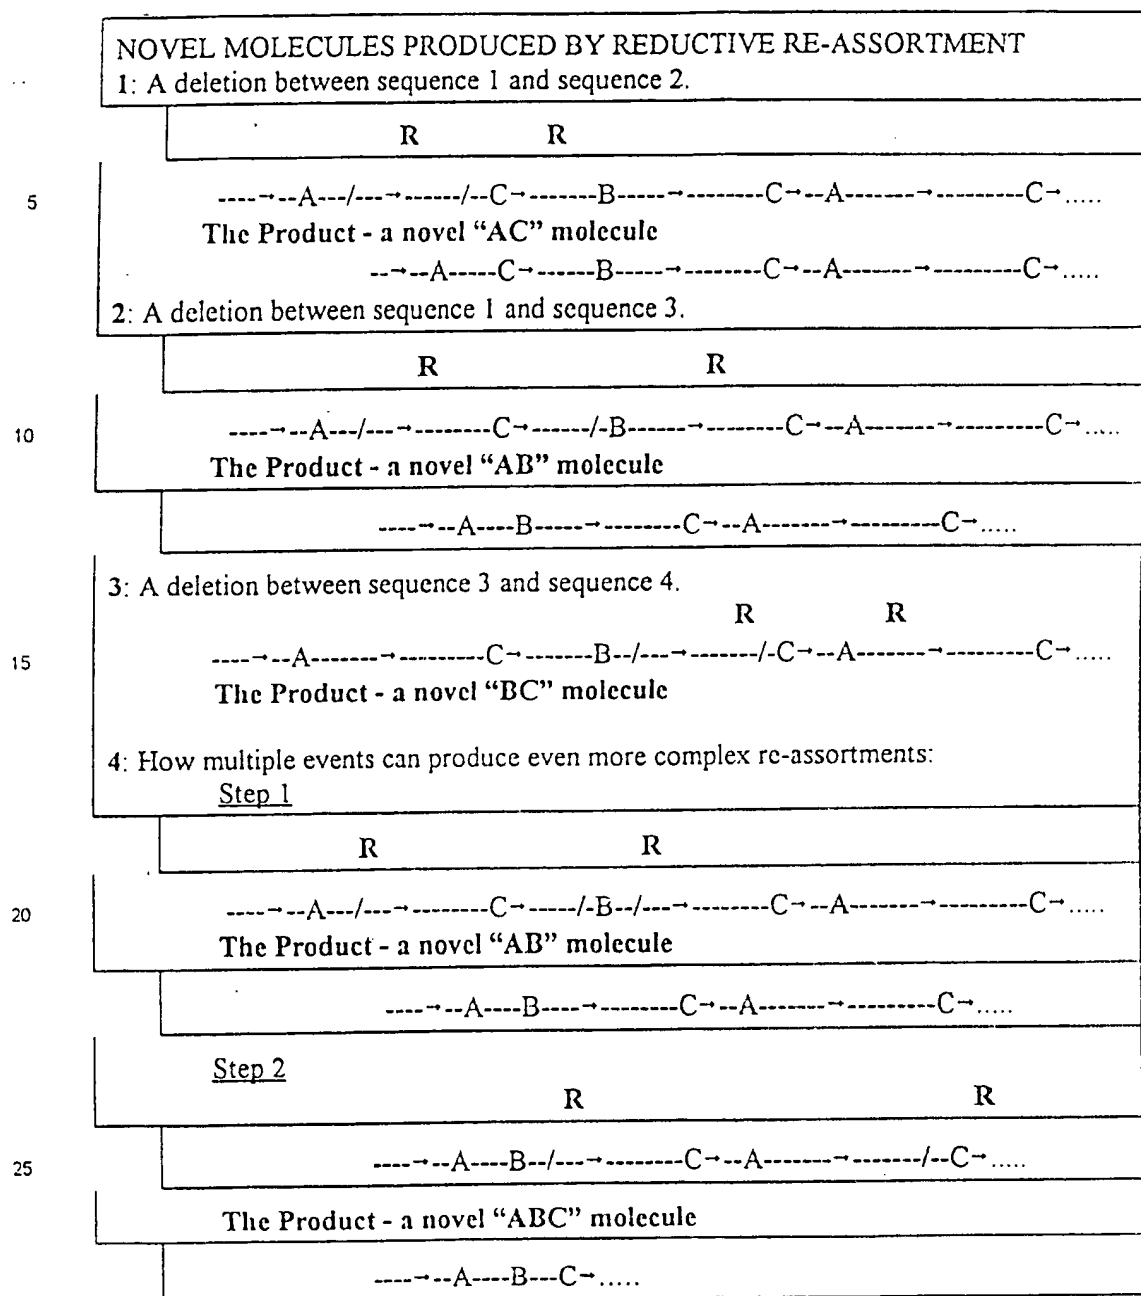 NOVEL MOLECULES PRODUCED BY REDUCTIVE RE-ASSORTMENT
1: A deletion between sequence 1 and sequence 2.
R R
5 ----→--A---/---→------/--C→-------B-----→--------C→--A-------→---------C→.....
The Product - a novel "AC" molecule
--→--A-----C→------B-----→--------C→--A-------→---------C→.....
2: A deletion between sequence 1 and sequence 3.
R R
10 ----→--A---/---→--------C→------/-B------→--------C→--A-------→---------C→.....
The Product - a novel "AB" molecule
----→--A----B-----→--------C→--A-------→---------C→.....
3: A deletion between sequence 3 and sequence 4.
R R
15 ----→--A-------→---------C→-------B--/---→-------/-C→--A-------→---------C→.....
The Product - a novel "BC" molecule
4: How multiple events can produce even more complex re-assortments:
Step 1
R R
20 ----→--A---/---→--------C→-----/-B--/---→--------C→--A-------→---------C→.....
The Product - a novel "AB" molecule
----→--A----B----→--------C→--A-------→---------C→.....
Step 2
R R
25 ----→--A----B--/---→--------C→--A-------→-------/--C→.....
The Product - a novel "ABC" molecule
----→--A----B---C→.....